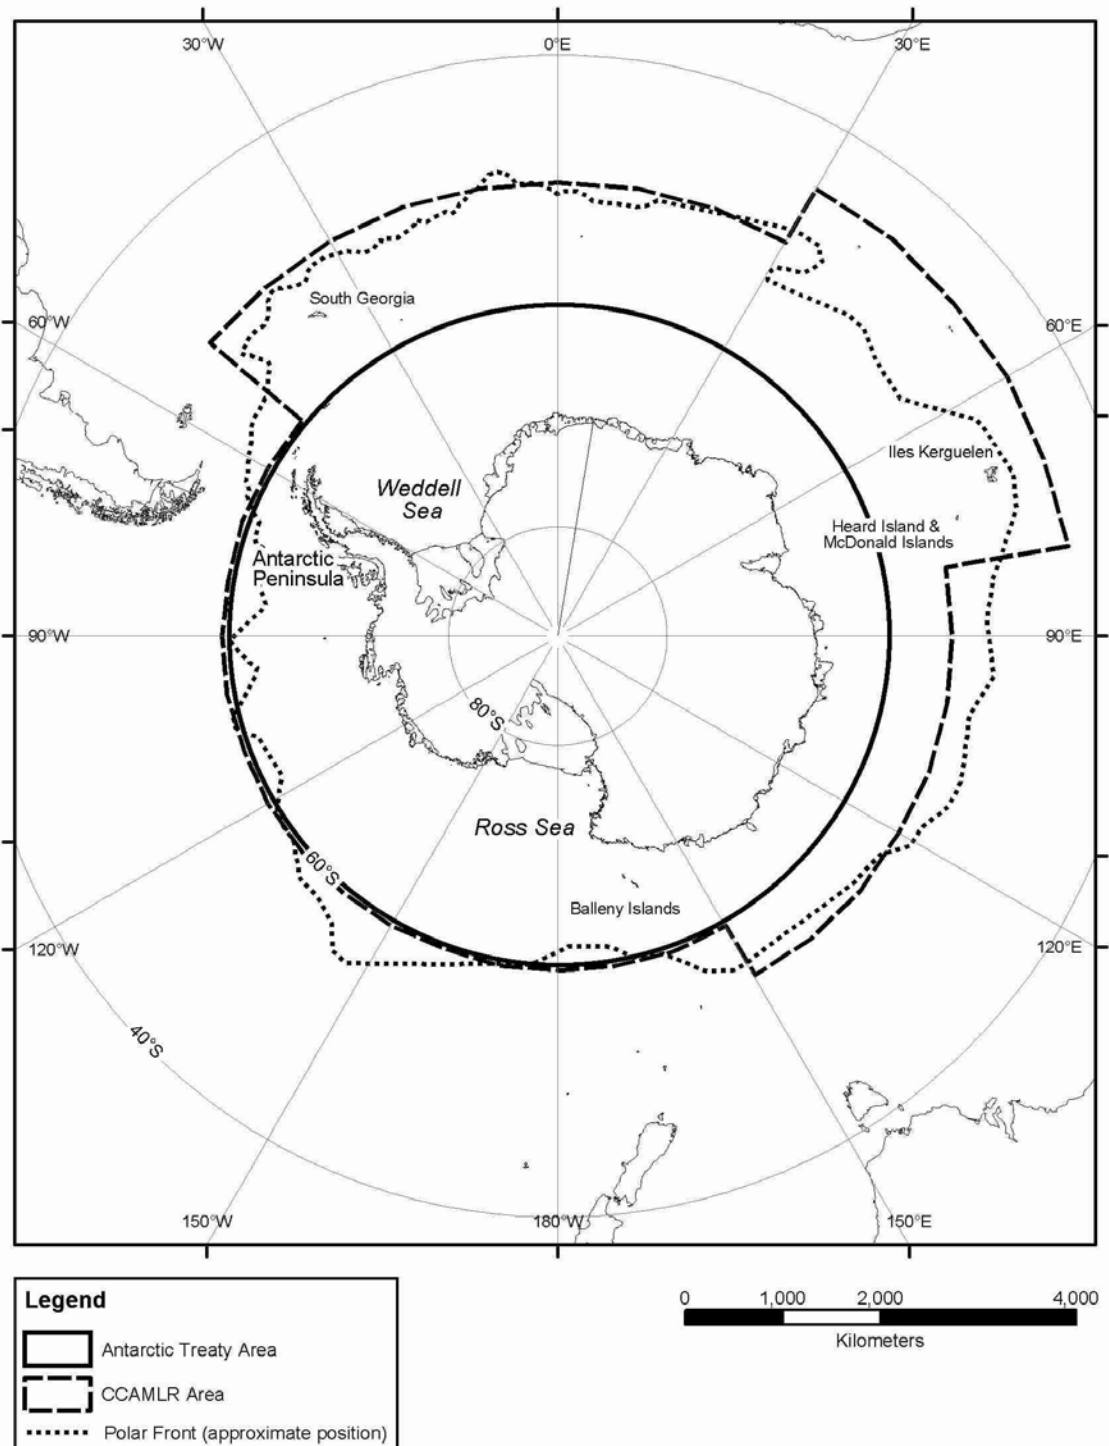 30°W
0°E
30°E
South Georgia
60°W
60°E
Iles Kerguelen
Weddell
Sea
Heard Island &
McDonald Islands
Antarctic
Peninsula
90°W
90°E
80°S
Ross Sea
60°S
Balleny Islands
120°W
120°E
40°S
150°W
180°W
150°E
Legend
Antarctic Treaty Area
CCAMLR Area
Polar Front (approximate position)
0 1,000 2,000 4,000
Kilometers